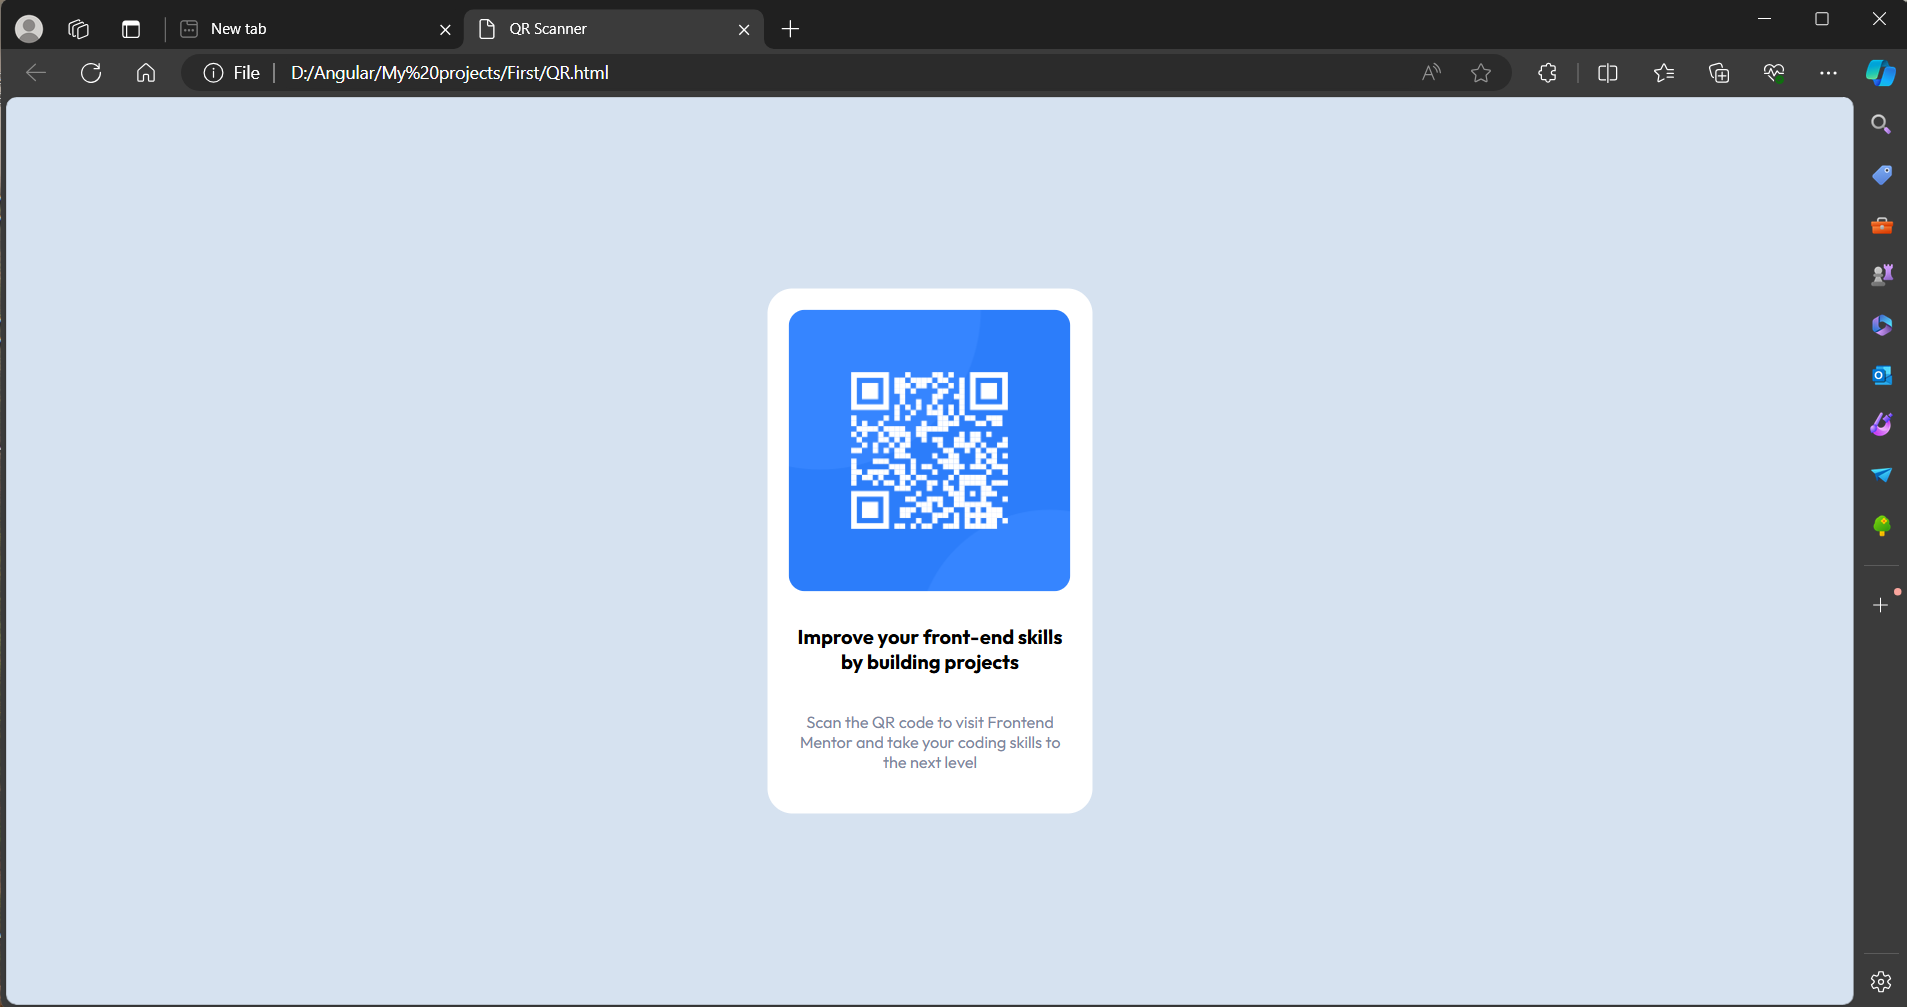 New tab
QR Scanner
File
D:/Angular/My%20projects/First/QR.html
Improve your front-end skills
by building projects
Scan the QR code to visit Frontend
Mentor and take your coding skills to
the next level